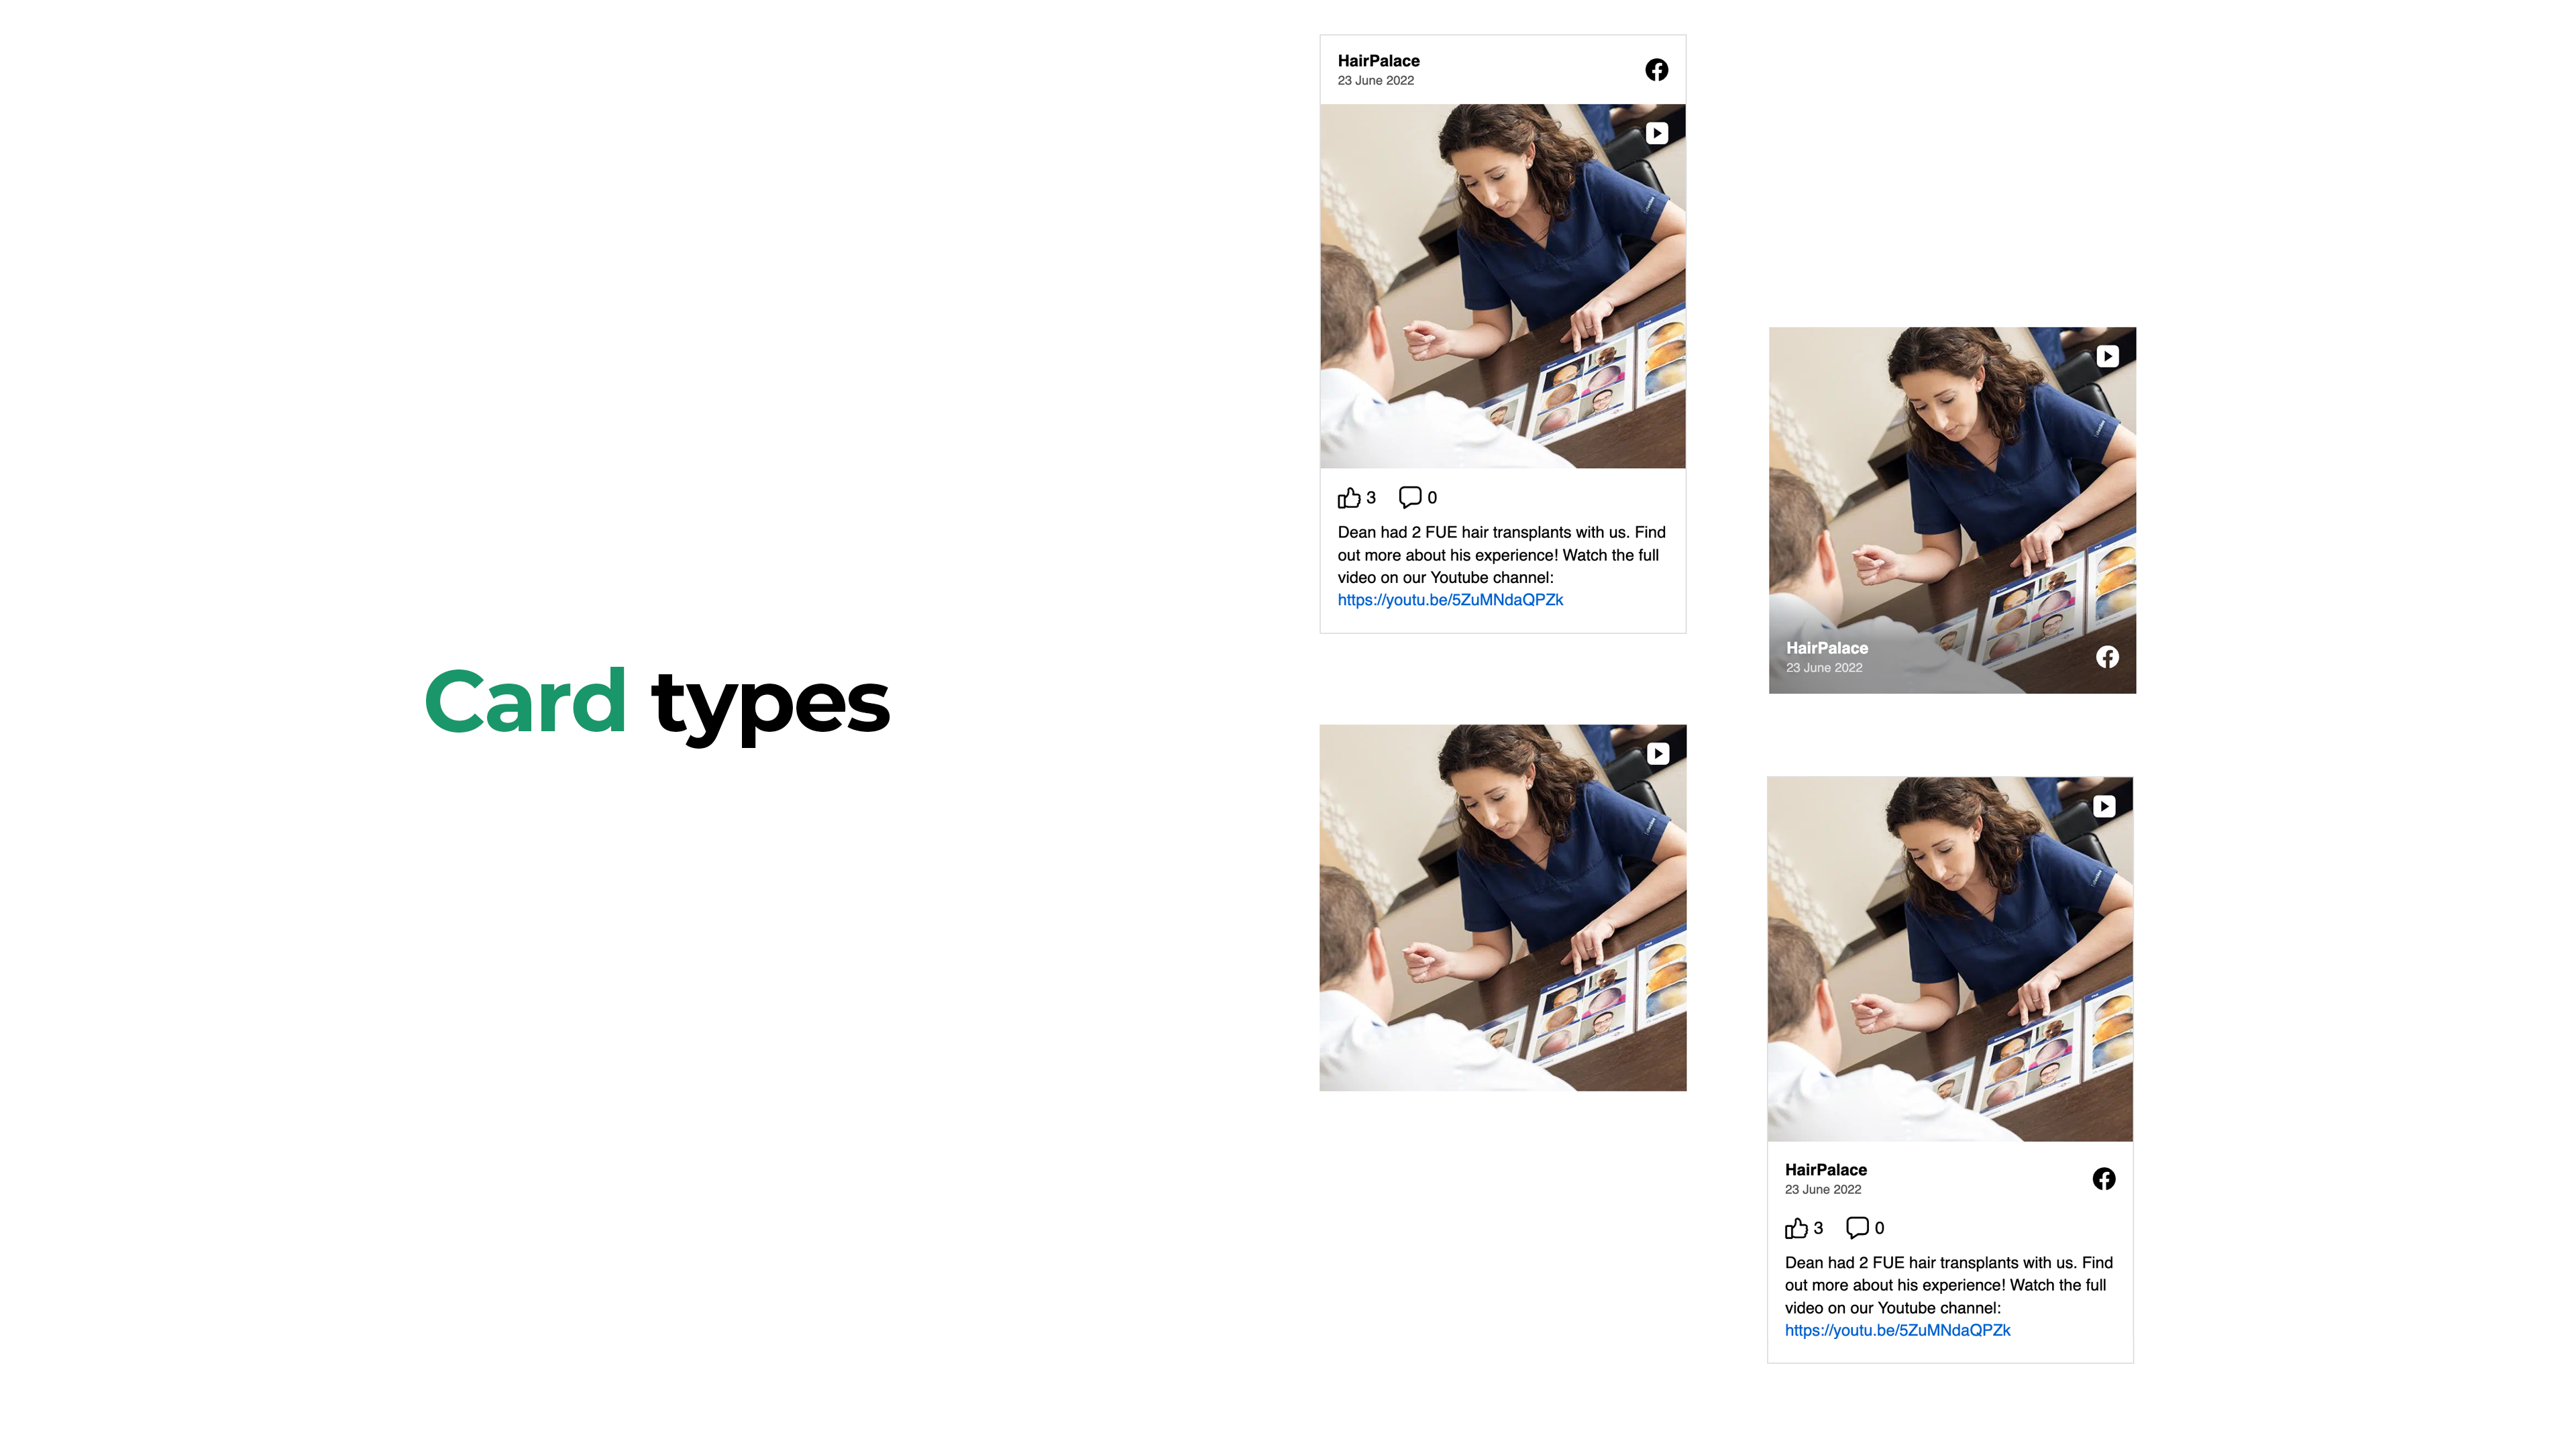 Card types
HairPalace
23 June 2022
3 0
Dean had 2 FUE hair transplants with us. Find
out more about his experience! Watch the full
video on our Youtube channel:
https://youtu.be/5ZuMNdaQPZk
HairPalace
23 June 2022
HairPalace
23 June 2022
3 0
Dean had 2 FUE hair transplants with us. Find
out more about his experience! Watch the full
video on our Youtube channel:
https://youtu.be/5ZuMNdaQPZk